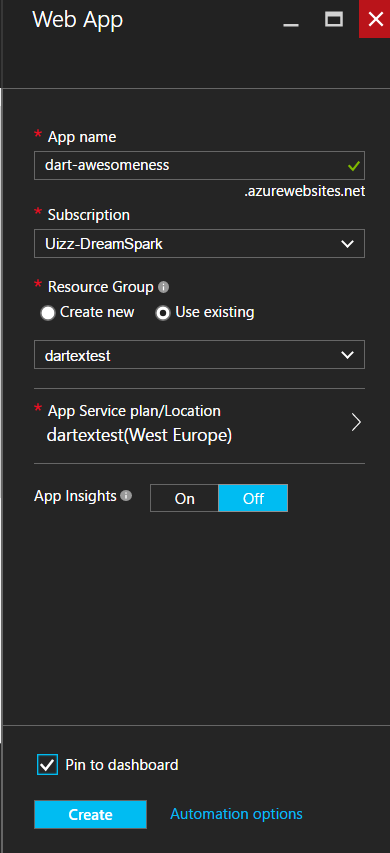 Web App
* App name
dart-awesomeness
.azurewebsites.net
* Subscription
Uizz-DreamSpark
* Resource Group
Create new Use existing
dartextest
* App Service plan/Location
dartextest(West Europe)
App Insights On Off
Pin to dashboard
Create Automation options